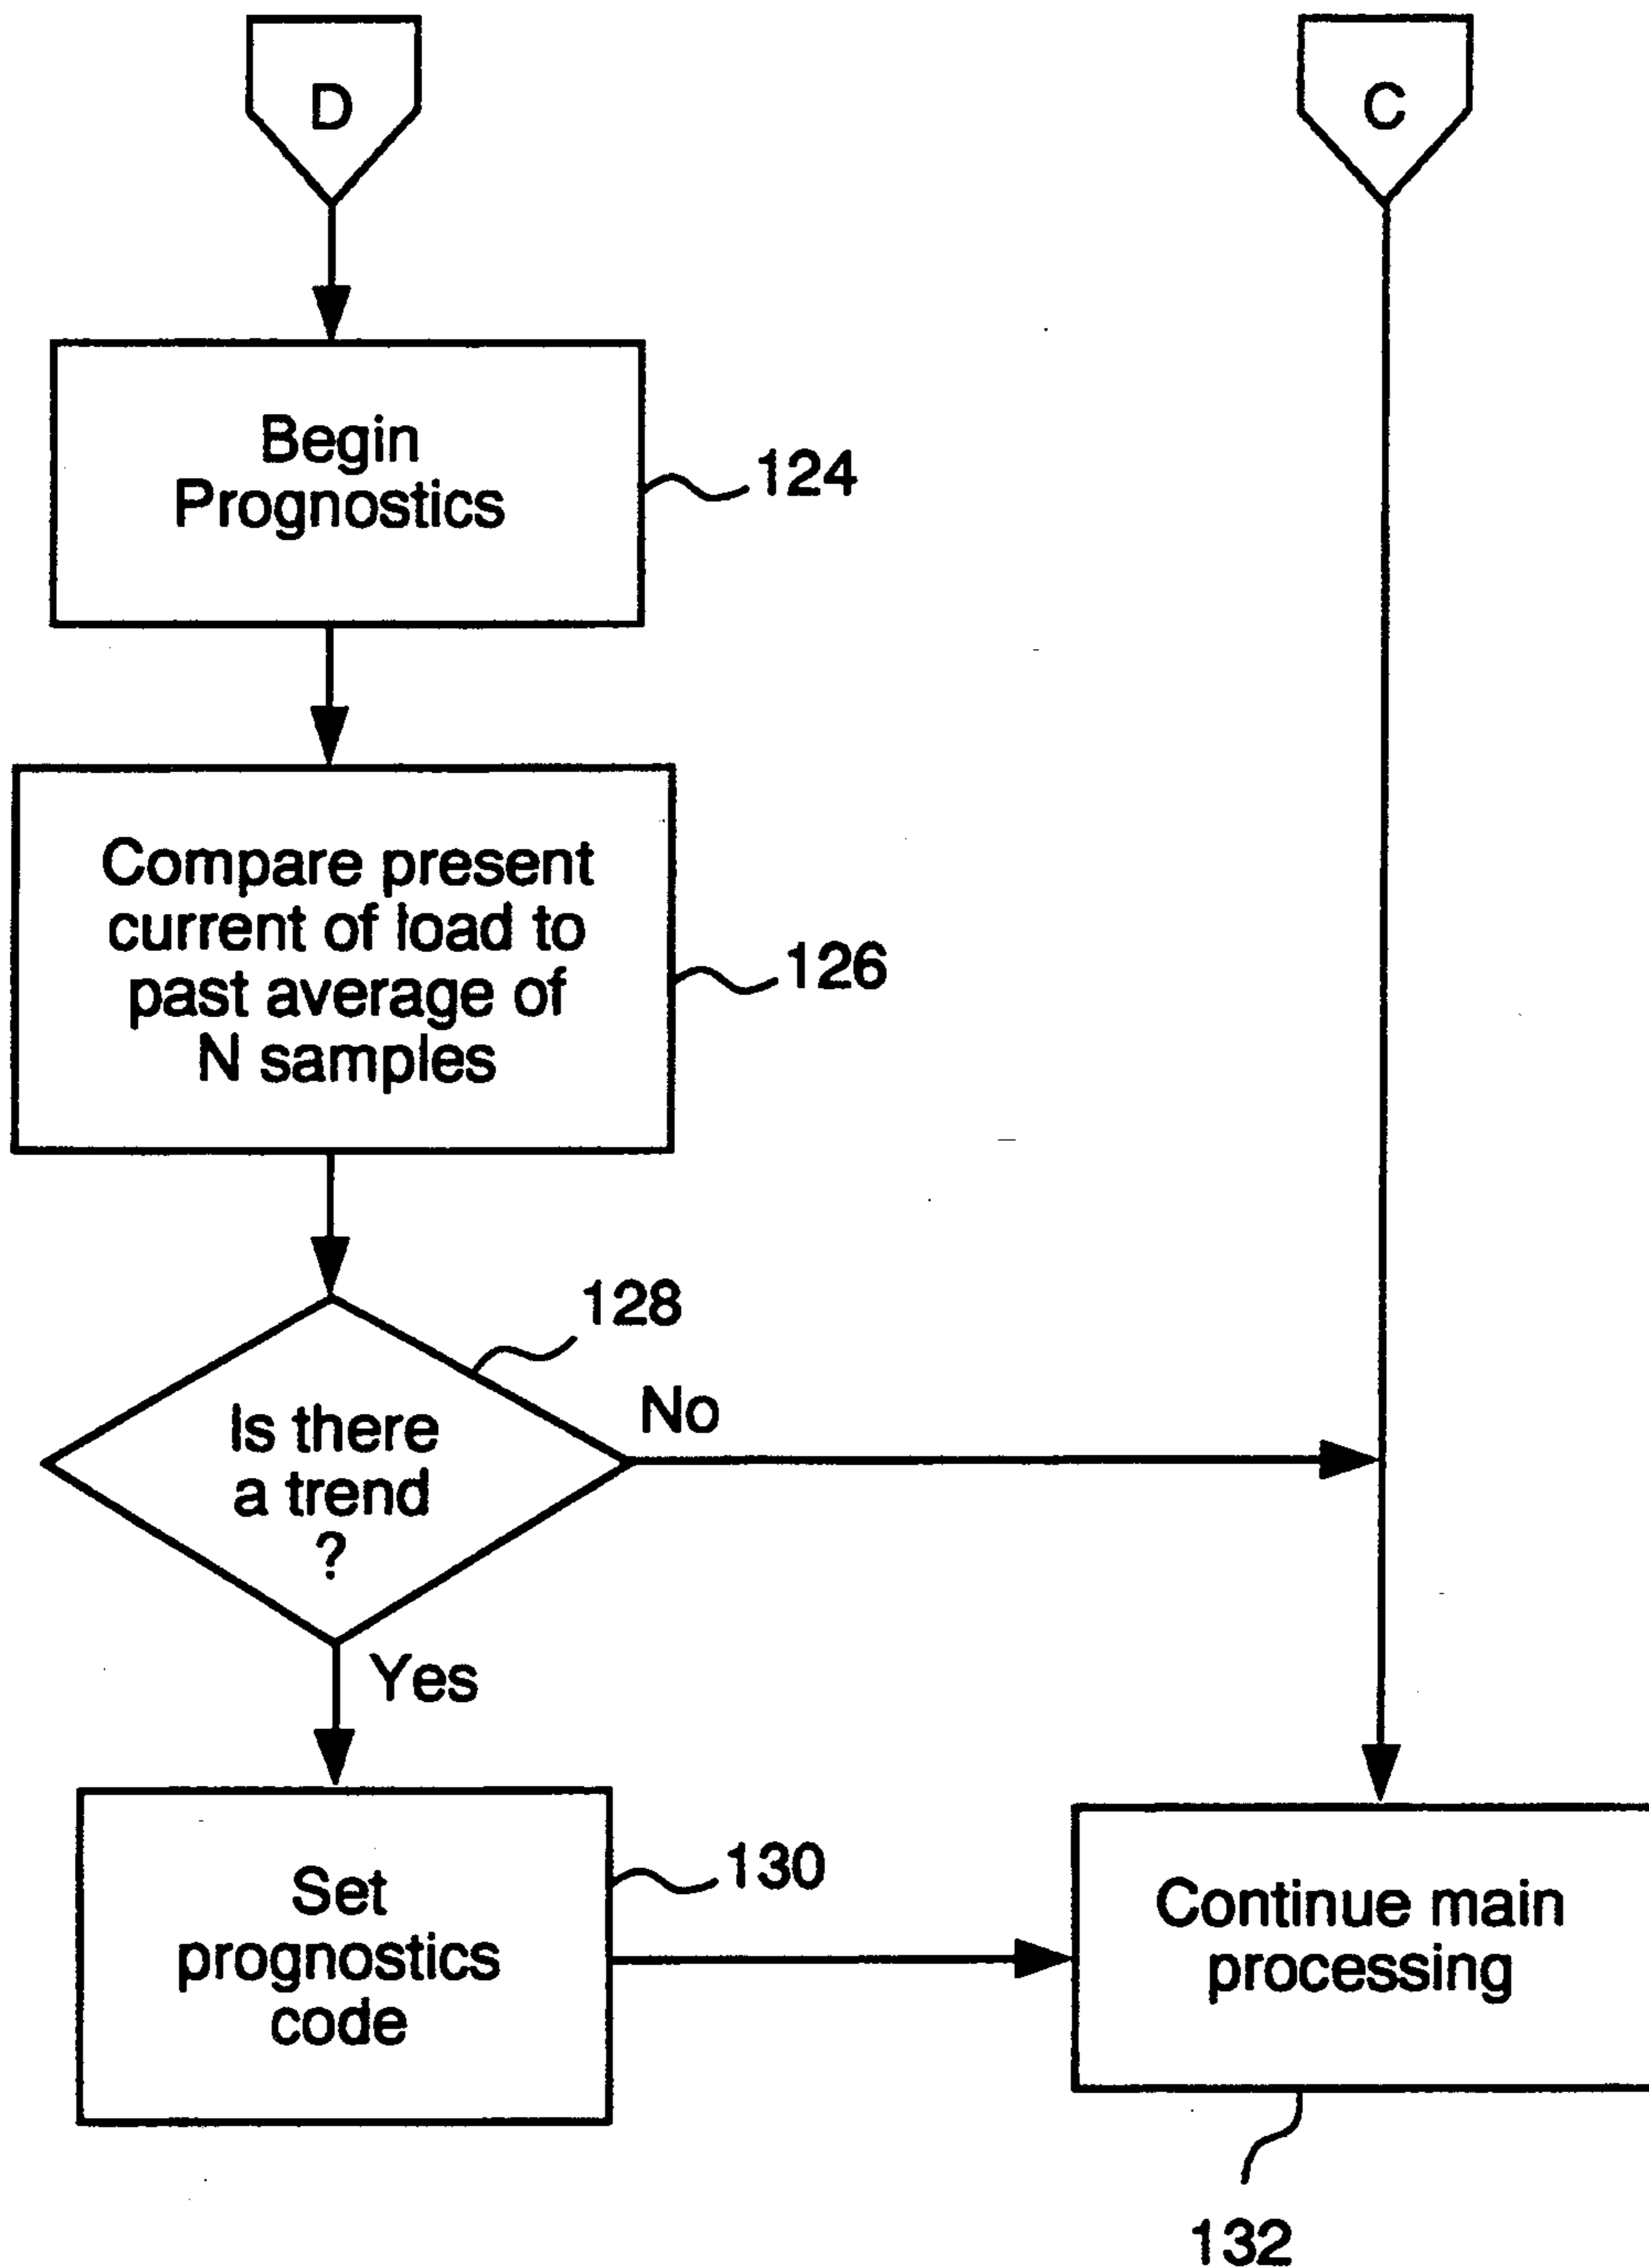 D
C
Begin
Prognostics
124
Compare present
current of load to
past average of
N samples
126
128
Is there
a trend
?
No
Yes
Set
prognostics
code
130
Continue main
processing
132